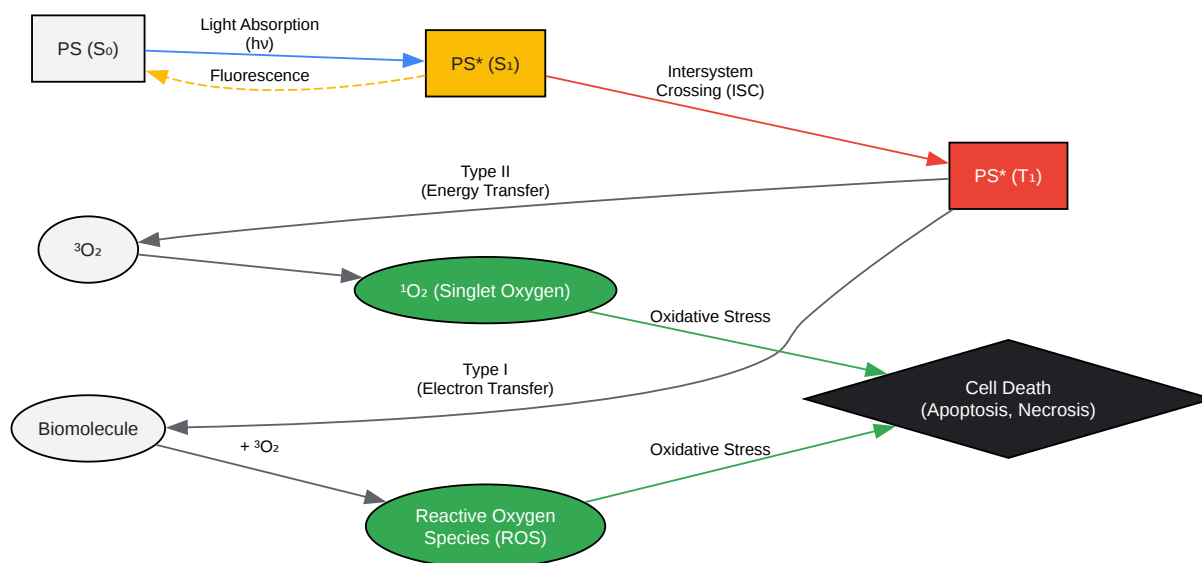 PS (S₀)
Light Absorption
(hν)
Fluorescence
PS* (S₁)
Intersystem
Crossing (ISC)
PS* (T₁)
Type II
(Energy Transfer)
³O₂
¹O₂ (Singlet Oxygen)
Oxidative Stress
Type I
(Electron Transfer)
Cell Death
(Apoptosis, Necrosis)
Biomolecule
+ ³O₂
Oxidative Stress
Reactive Oxygen
Species (ROS)